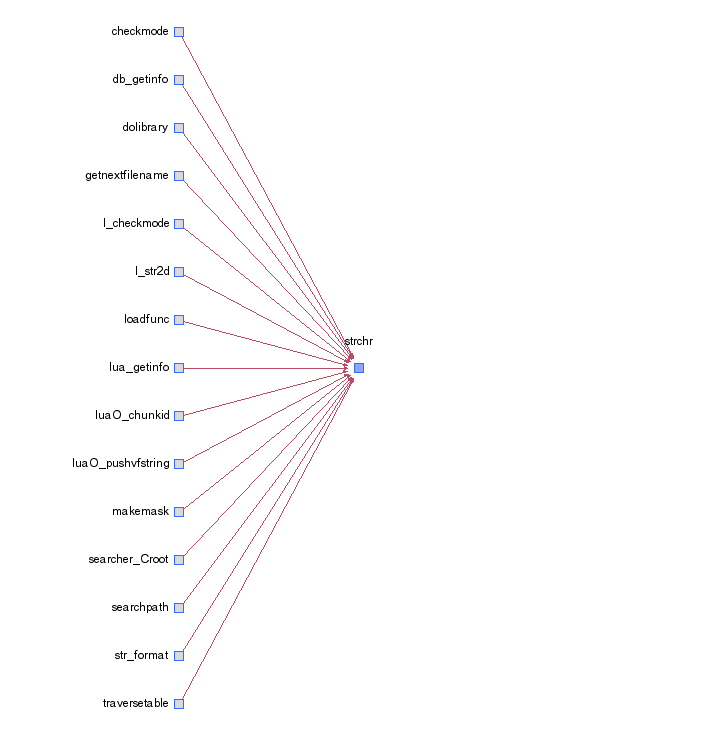 checkmode
db_getinfo
dolibrary
getnextfilename
l_checkmode
l_str2d
loadfunc
strchr
lua_getinfo
luaO_chunkid
luaO_pushvfstring
makemask
searcher_Croot
searchpath
str_format
traversetable